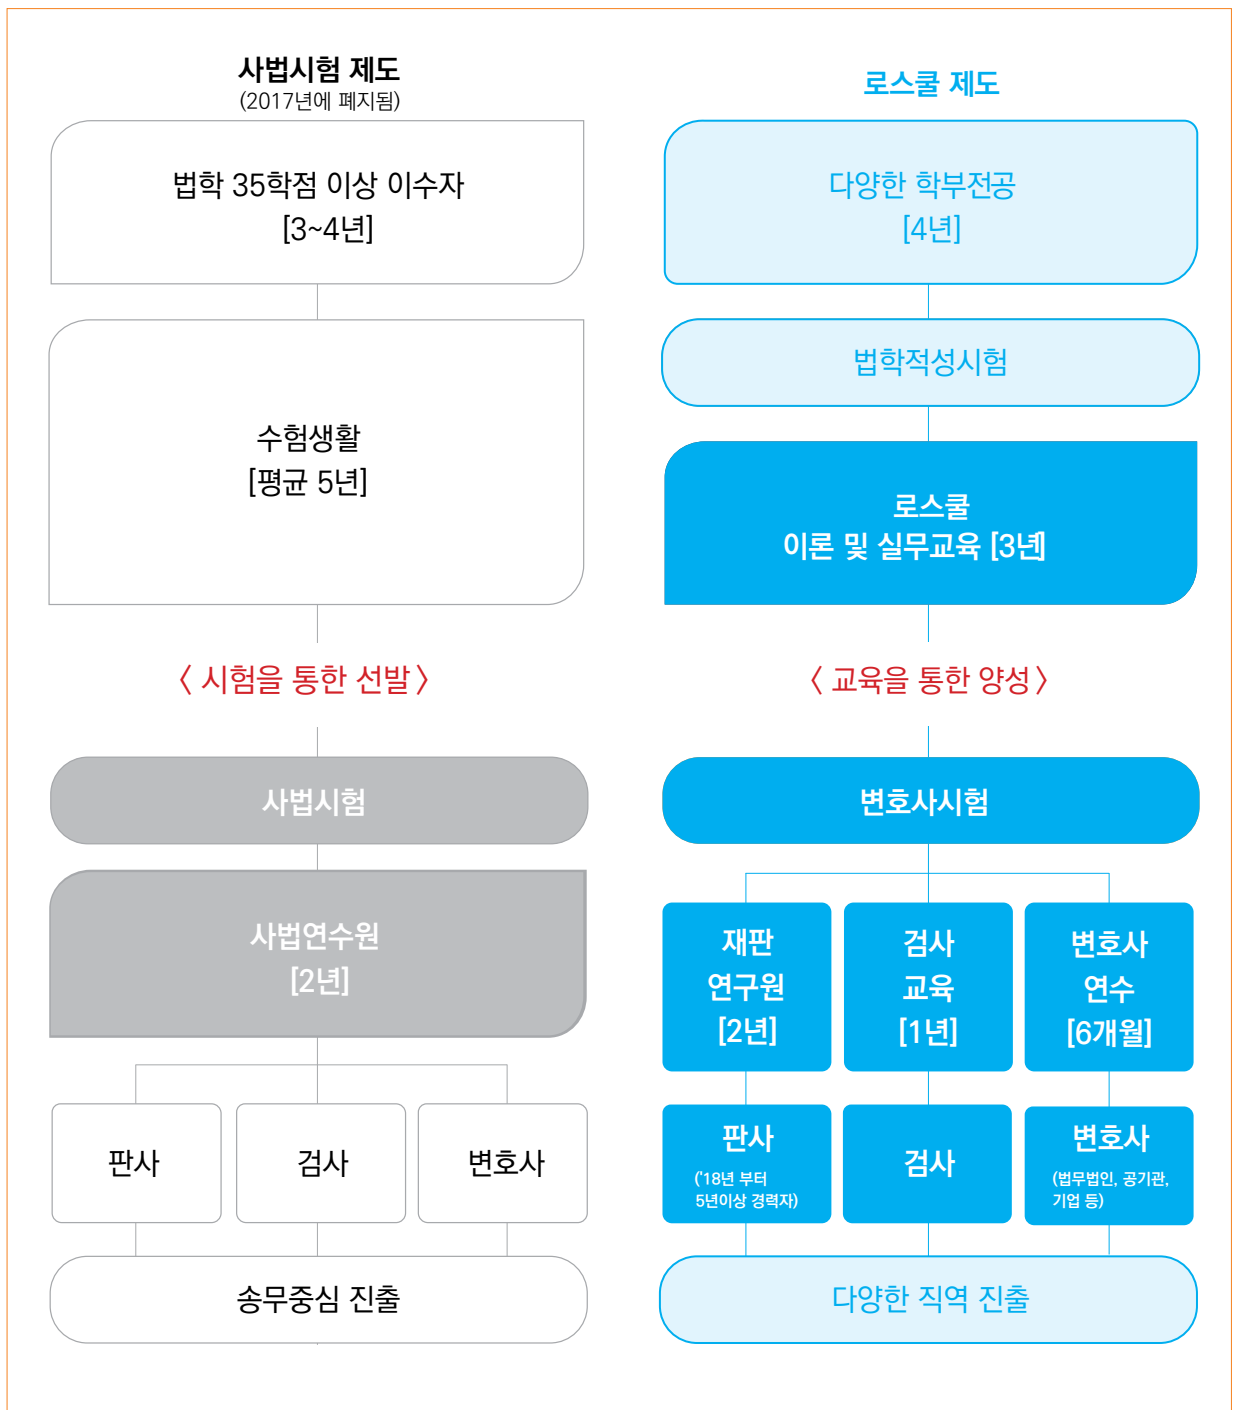 사법시험 제도
(2017년에 폐지됨)
법학 35학점 이상 이수자
[3~4년]
수험생활
[평균 5년]
〈 시험을 통한 선발 〉
사법시험
사법연수원
[2년]
판사
검사
변호사
송무중심 진출
로스쿨 제도
다양한 학부전공
[4년]
법학적성시험
로스쿨
이론 및 실무교육 [3년]
〈 교육을 통한 양성 〉
변호사시험
재판
연구원
[2년]
검사
교육
[1년]
변호사
연수
[6개월]
판사
('18년 부터
5년이상 경력자)
검사
변호사
(법무법인, 공기관,
기업 등)
다양한 직역 진출